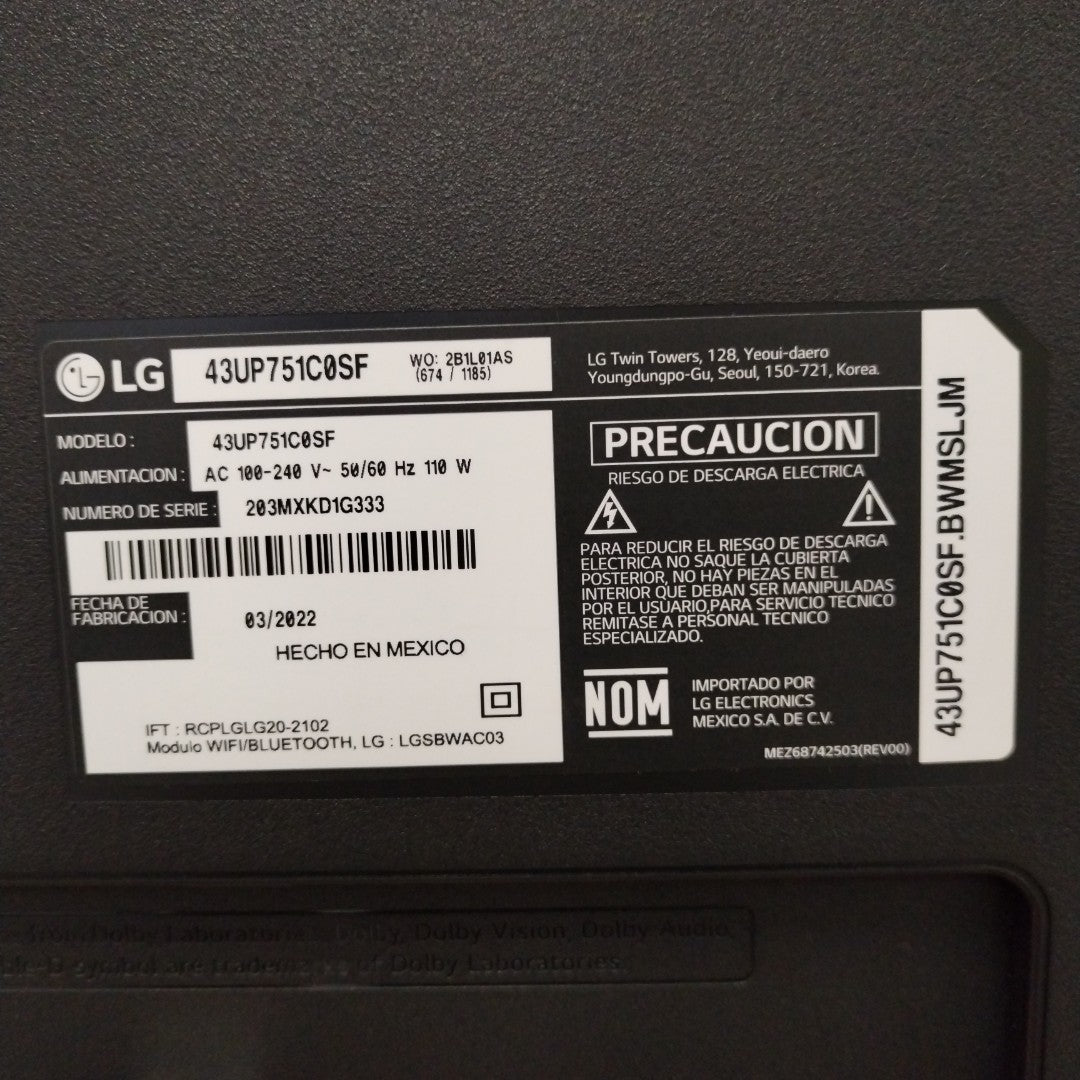 LG
43UP751C0SF
WO: 2B1L01AS
(674 / 1185)
LG Twin Towers, 128, Yeoui-daero
Youngdungpo-Gu, Seoul, 150-721, Korea.
MODELO : 43UP751C0SF
ALIMENTACION : AC 100-240 V~ 50/60 Hz 110 W
NUMERO DE SERIE : 203MXKD1G333
FECHA DE
FABRICACION : 03/2022
HECHO EN MEXICO
IFT : RCPLGLG20-2102
Modulo WIFI/BLUETOOTH, LG : LGSBWAC03
PRECAUCION
RIESGO DE DESCARGA ELECTRICA
PARA REDUCIR EL RIESGO DE DESCARGA
ELECTRICA NO SAQUE LA CUBIERTA
POSTERIOR, NO HAY PIEZAS EN EL
INTERIOR QUE DEBAN SER MANIPULADAS
POR EL USUARIO,PARA SERVICIO TECNICO
REMITASE A PERSONAL TECNICO
ESPECIALIZADO.
NOM
IMPORTADO POR
LG ELECTRONICS
MEXICO S.A. DE C.V.
MEZ68742503(REV00)
43UP751C0SF.BWMSLJM
from Dolby Laboratories. Dolby, Dolby Vision, Dolby Audio
symbol are trademarks of Dolby Laboratories